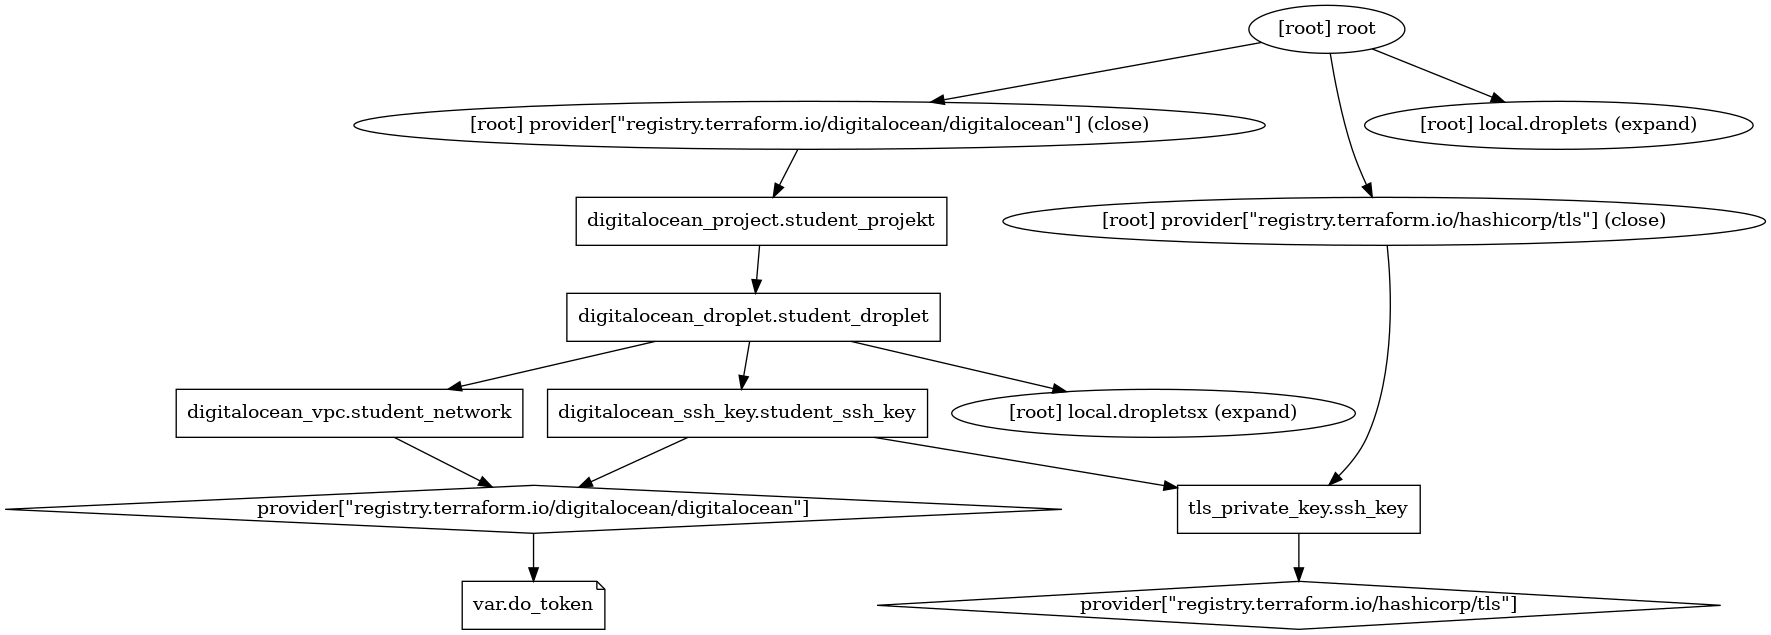 [root] root
[root] provider["registry.terraform.io/digitalocean/digitalocean"] (close)
[root] local.droplets (expand)
digitalocean_project.student_projekt
[root] provider["registry.terraform.io/hashicorp/tls"] (close)
digitalocean_droplet.student_droplet
digitalocean_vpc.student_network
digitalocean_ssh_key.student_ssh_key
[root] local.dropletsx (expand)
provider["registry.terraform.io/digitalocean/digitalocean"]
tls_private_key.ssh_key
var.do_token
provider["registry.terraform.io/hashicorp/tls"]